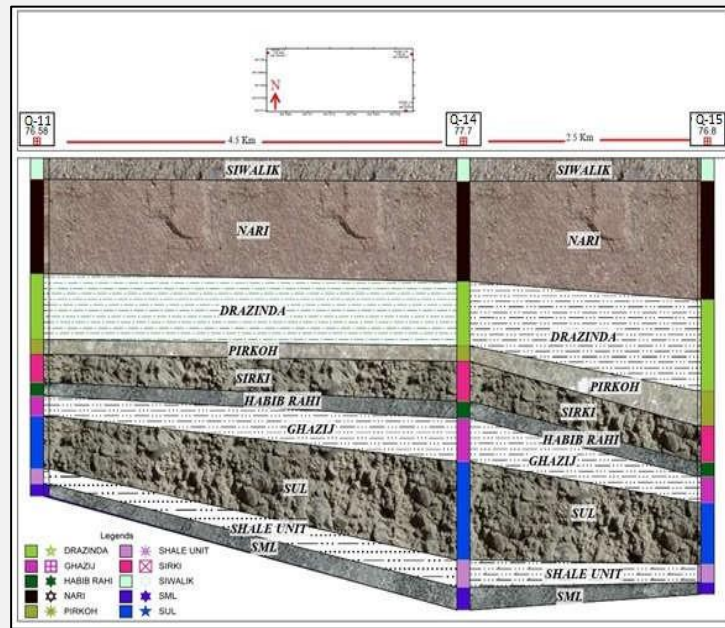 Q-11
76.58
Q-14
77.7
Q-15
76.8
N
4.5 Km
2.5 Km
SIWALIK
NARI
NARI
DRAZINDA
DRAZINDA
PIRKOH
PIRKOH
SIRKI
SIRKI
HABIB RAHI
HABIB RAHI
GHAZIJ
GHAZIJ
SUL
SUL
SHALE UNIT
SHALE UNIT
SML
SML
Legends
DRAZINDA
SHALE UNIT
GHAZIJ
SIRKI
HABIB RAHI
SIWALIK
NARI
SML
PIRKOH
SUL